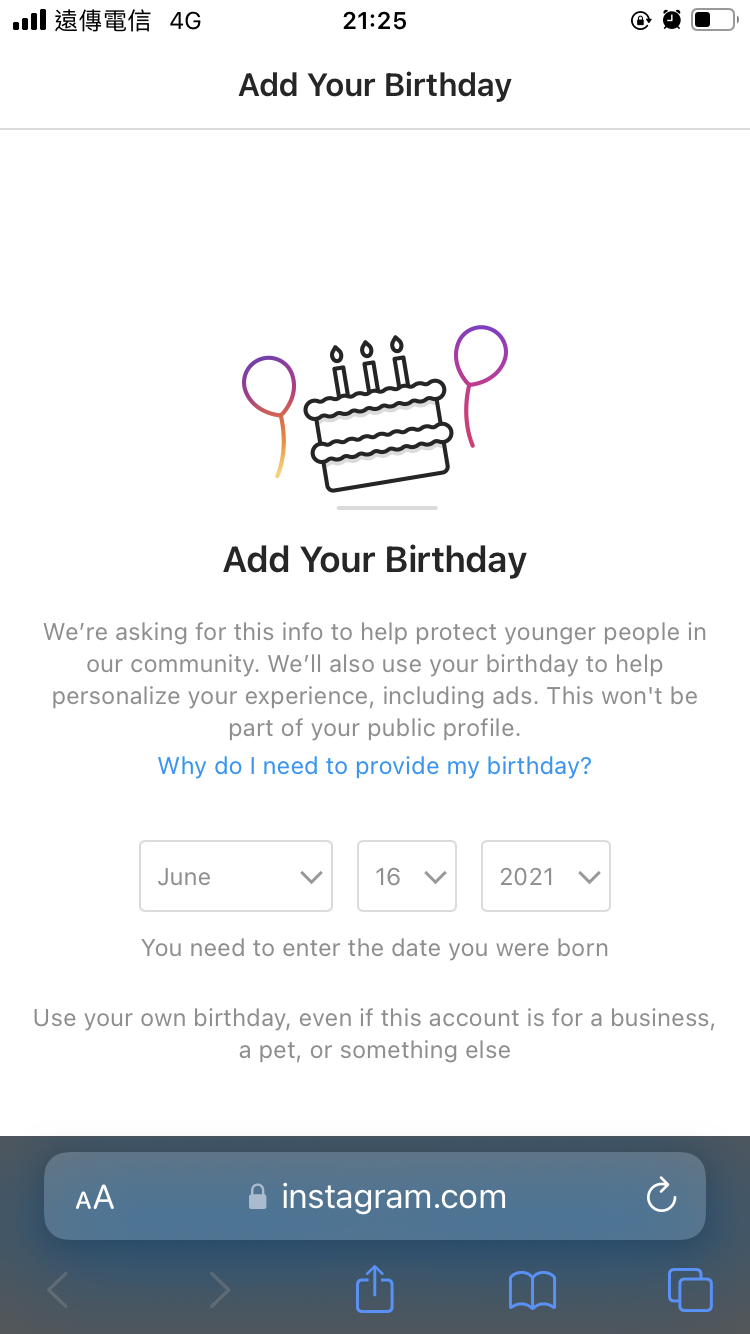 遠傳電信 4G 21:25
Add Your Birthday
Add Your Birthday
We’re asking for this info to help protect younger people in
our community. We’ll also use your birthday to help
personalize your experience, including ads. This won't be
part of your public profile.
Why do I need to provide my birthday?
June 16 2021
You need to enter the date you were born
Use your own birthday, even if this account is for a business,
a pet, or something else
AA instagram.com